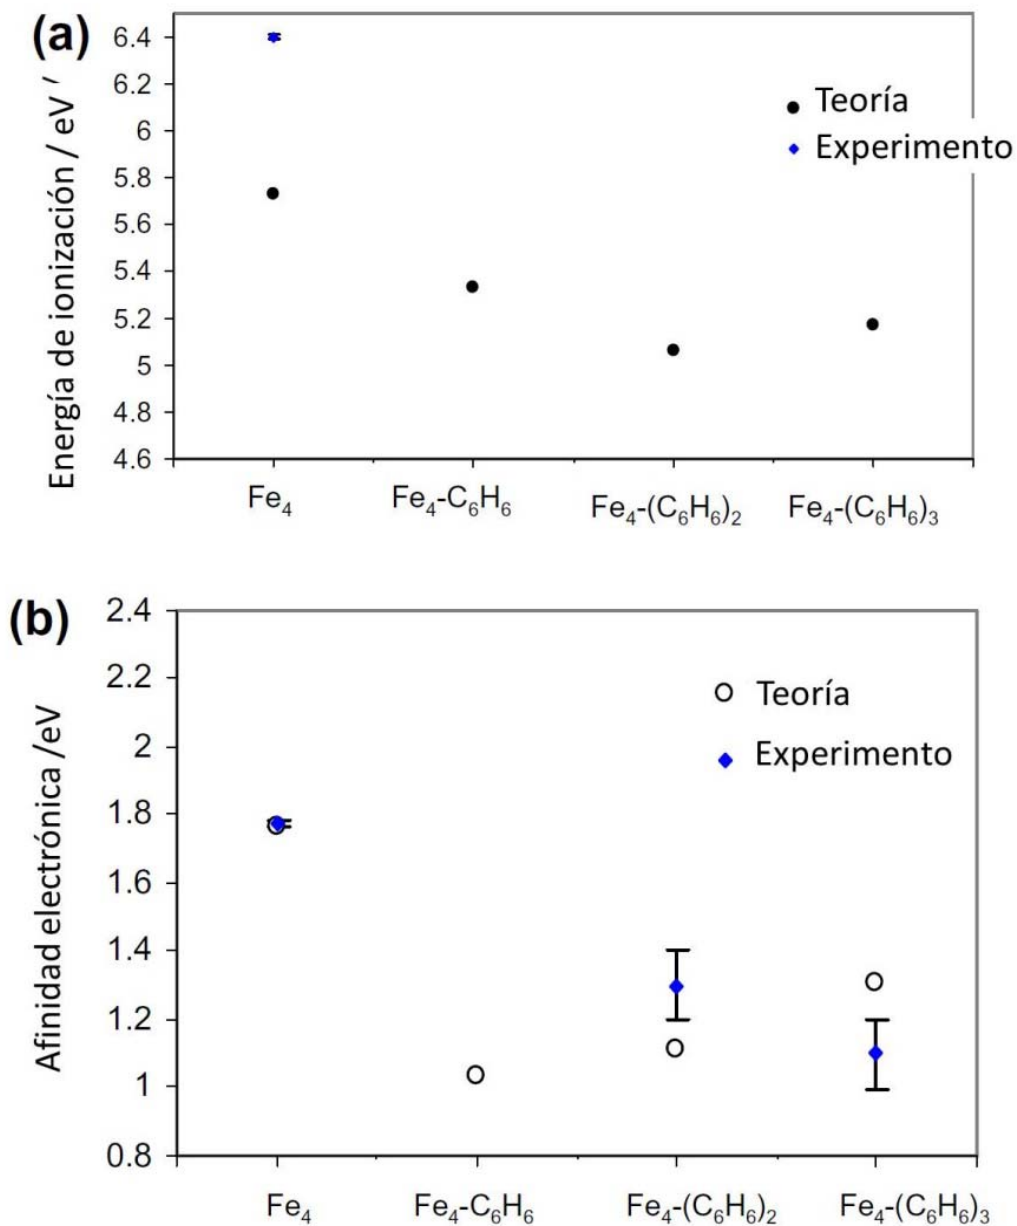 (a)
Energía de ionización / eV ′
6.4
6.2
6
5.8
5.6
5.4
5.2
5
4.8
4.6
Teoría
Experimento
Fe₄
Fe₄-C₆H₆
Fe₄-(C₆H₆)₂
Fe₄-(C₆H₆)₃
(b)
Afinidad electrónica /eV
2.4
2.2
2
1.8
1.6
1.4
1.2
1
0.8
Teoría
Experimento
Fe₄
Fe₄-C₆H₆
Fe₄-(C₆H₆)₂
Fe₄-(C₆H₆)₃